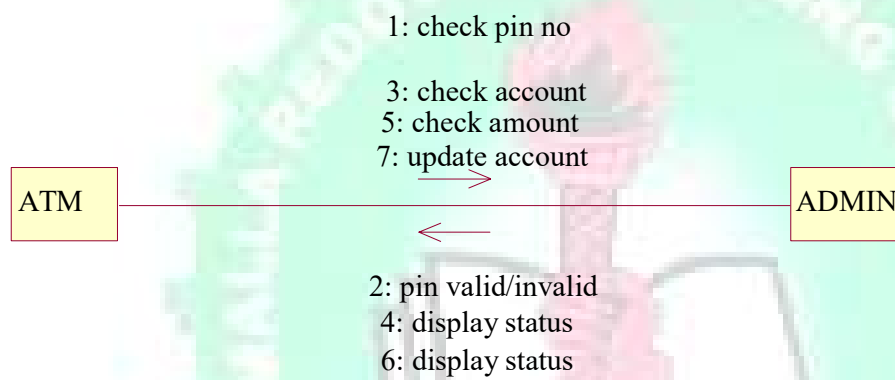 1: check pin no
3: check account
5: check amount
7: update account
ATM
ADMIN
2: pin valid/invalid
4: display status
6: display status